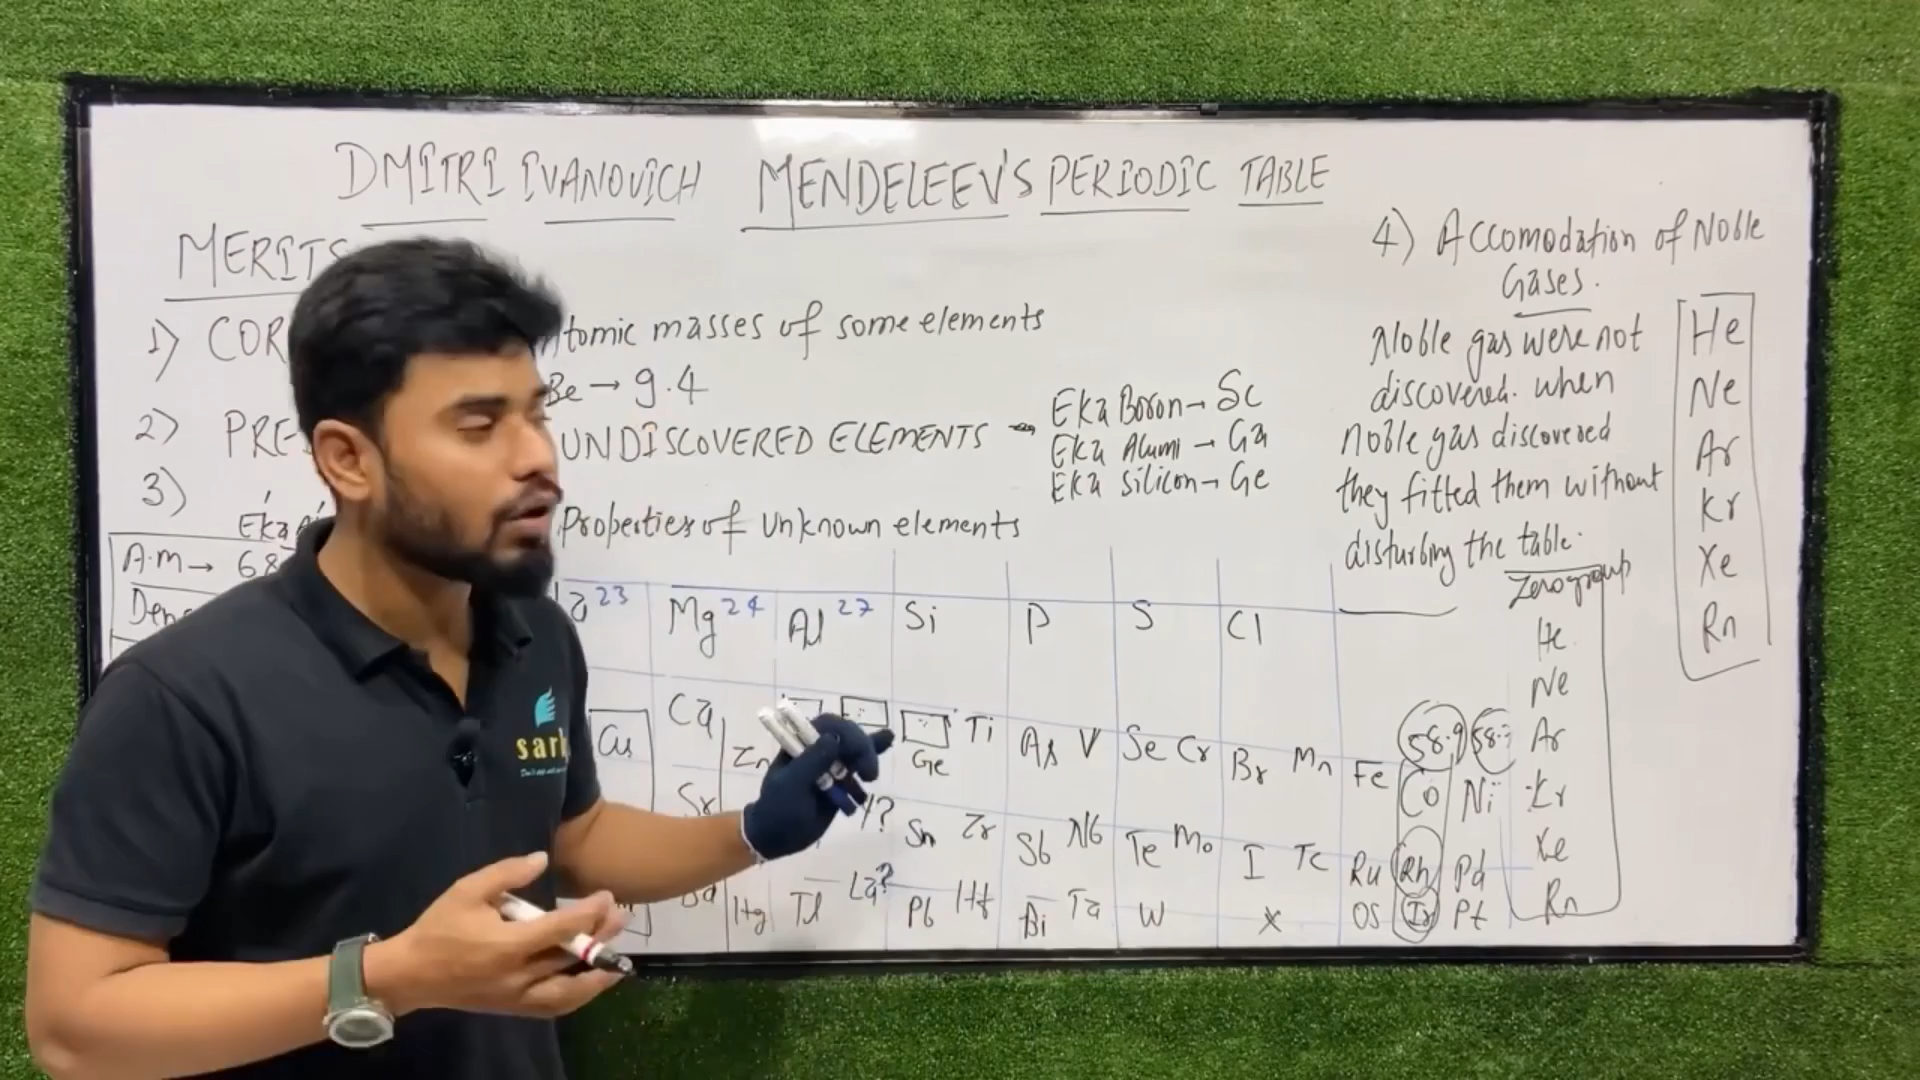 DMITRI IVANOVICH MENDELEEV'S PERIODIC TABLE
MERITS
1) COR
tomic masses of some elements
Be → 9.4
2) PRE
UNDISCOVERED ELEMENTS →
Eka Boron → Sc
Eka Alumi → Ga
Eka Silicon → Ge
3)
Properties of unknown elements
Eka
A.m → 68
Dens
4) Accomodation of Noble
Gases.
Noble gas were not
discovered. when
noble gas discovered
they fitted them without
disturbing the table.
He
Ne
Ar
Kr
Xe
Rn
Zero group
He
Ne
Ar
Kr
Xe
Rn
23 Mg 24 Al 27 Si P S Cl
58.9 58.7
Cu Ca Zn Ge Ti As V Se Cr Br Mn Fe Co Ni
Sr Y? Sn Zr Sb Nb Te Mo I Tc Ru Rh Pd
Hg Tl La? Pb Hf Bi Ta W X OS Ir Pt
sar